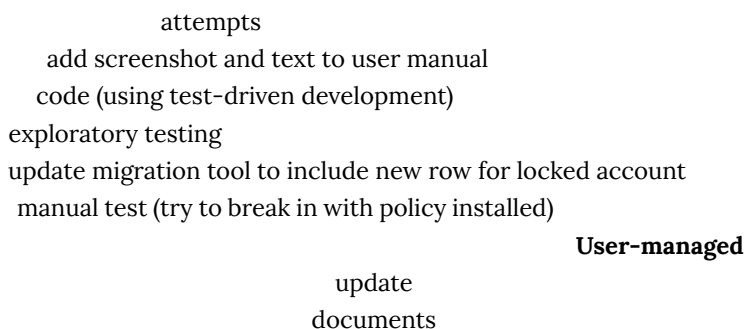 attempts
add screenshot and text to user manual
code (using test-driven development)
exploratory testing
update migration tool to include new row for locked account
manual test (try to break in with policy installed)
User-managed
update
documents